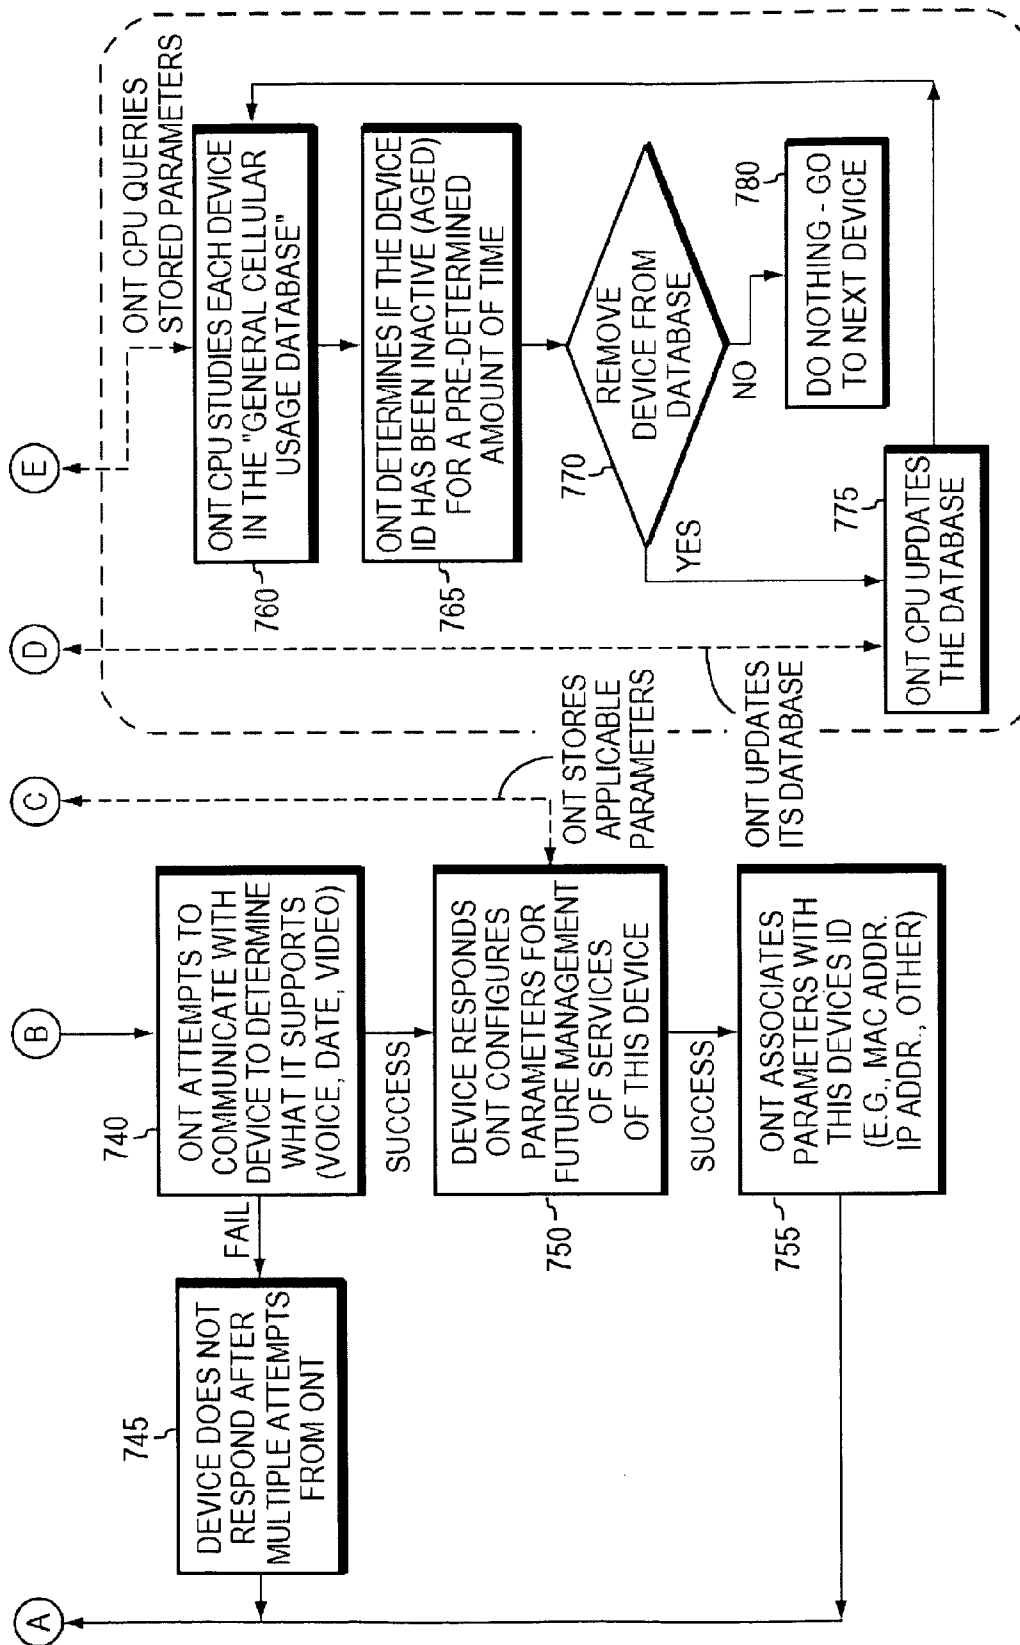 A
B
C
D
E
745
DEVICE DOES NOT
RESPOND AFTER
MULTIPLE ATTEMPTS
FROM ONT
FAIL
740
ONT ATTEMPTS TO
COMMUNICATE WITH
DEVICE TO DETERMINE
WHAT IT SUPPORTS
(VOICE, DATE, VIDEO)
SUCCESS
750
DEVICE RESPONDS
ONT CONFIGURES
PARAMETERS FOR
FUTURE MANAGEMENT
OF SERVICES
OF THIS DEVICE
SUCCESS
755
ONT ASSOCIATES
PARAMETERS WITH
THIS DEVICES ID
(E.G., MAC ADDR.
IP ADDR., OTHER)
ONT STORES
APPLICABLE
PARAMETERS
ONT UPDATES
ITS DATABASE
ONT CPU QUERIES
STORED PARAMETERS
760
ONT CPU STUDIES EACH DEVICE
IN THE "GENERAL CELLULAR
USAGE DATABASE"
765
ONT DETERMINES IF THE DEVICE
ID HAS BEEN INACTIVE (AGED)
FOR A PRE-DETERMINED
AMOUNT OF TIME
770
REMOVE
DEVICE FROM
DATABASE
YES
NO
775
ONT CPU UPDATES
THE DATABASE
780
DO NOTHING - GO
TO NEXT DEVICE